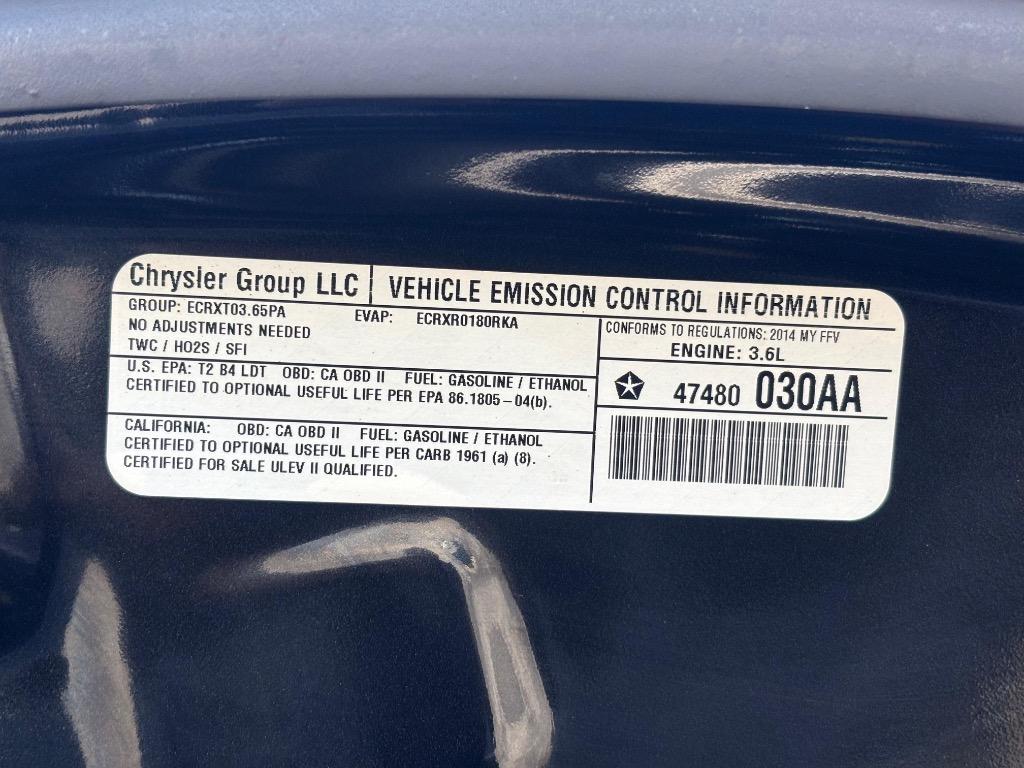 Chrysler Group LLC VEHICLE EMISSION CONTROL INFORMATION
GROUP: ECRXT03.65PA EVAP: ECRXR0180RKA
NO ADJUSTMENTS NEEDED
TWC / HO2S / SFI
CONFORMS TO REGULATIONS: 2014 MY FFV
ENGINE: 3.6L
U.S. EPA: T2 B4 LDT OBD: CA OBD II FUEL: GASOLINE / ETHANOL
CERTIFIED TO OPTIONAL USEFUL LIFE PER EPA 86.1805-04(b).
47480 030AA
CALIFORNIA: OBD: CA OBD II FUEL: GASOLINE / ETHANOL
CERTIFIED TO OPTIONAL USEFUL LIFE PER CARB 1961 (a) (8).
CERTIFIED FOR SALE ULEV II QUALIFIED.